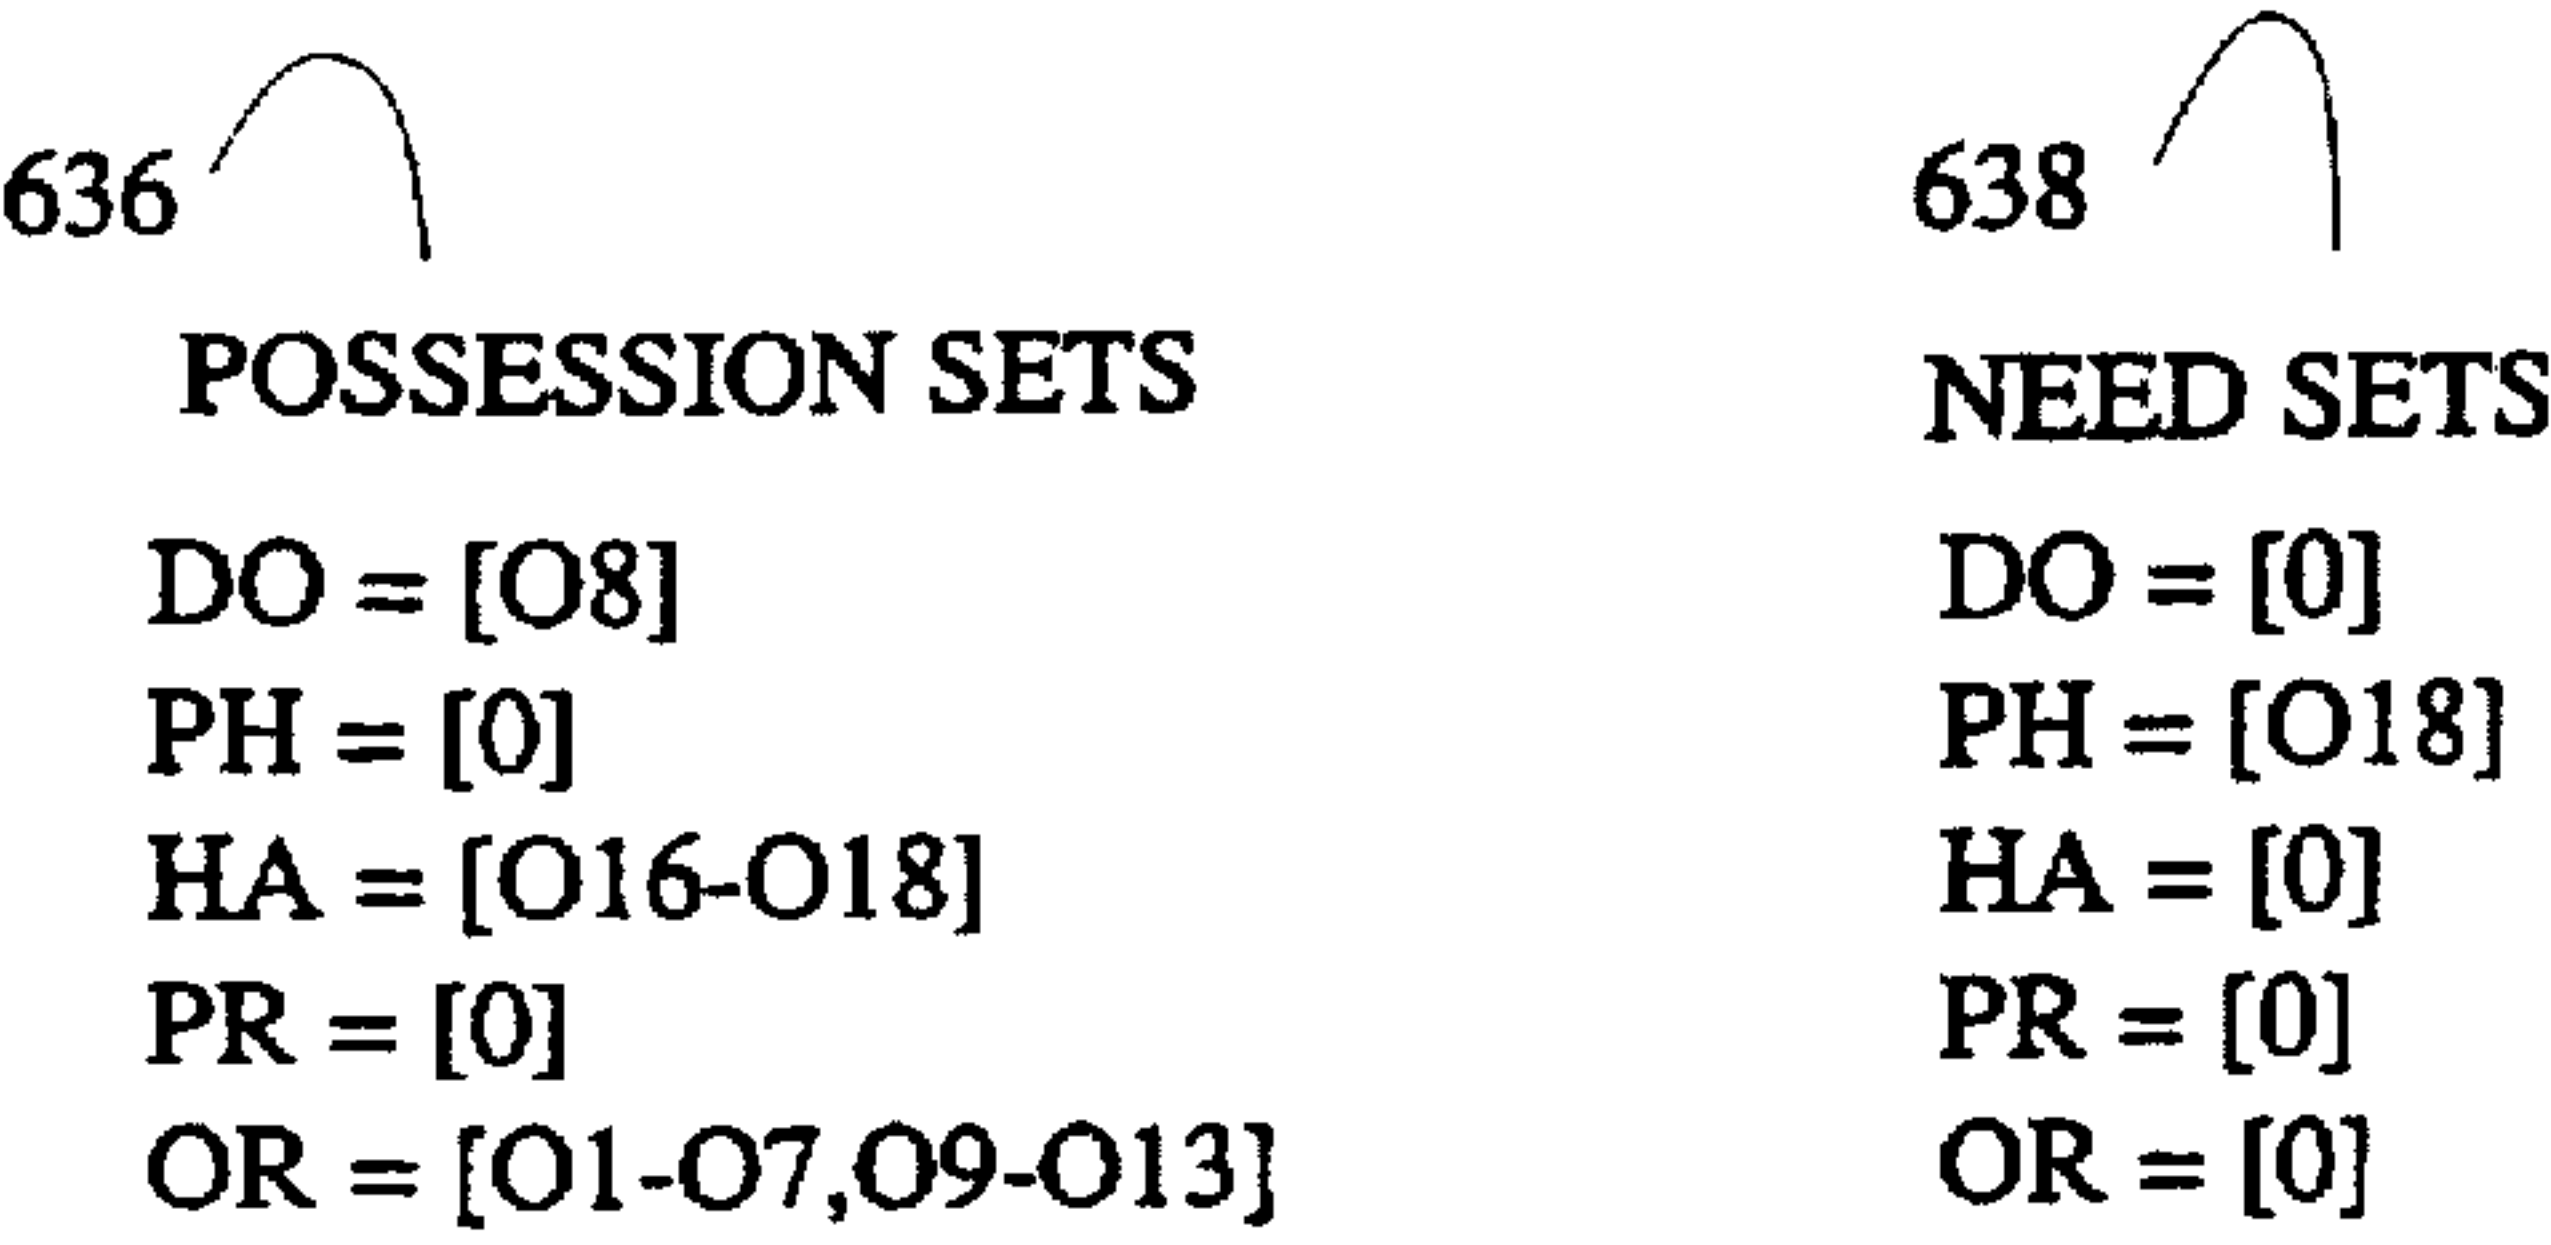 636
POSSESSION SETS
DO = [O8]
PH = [0]
HA = [O16-O18]
PR = [0]
OR = [O1-O7,O9-O13]
638
NEED SETS
DO = [0]
PH = [O18]
HA = [0]
PR = [0]
OR = [0]